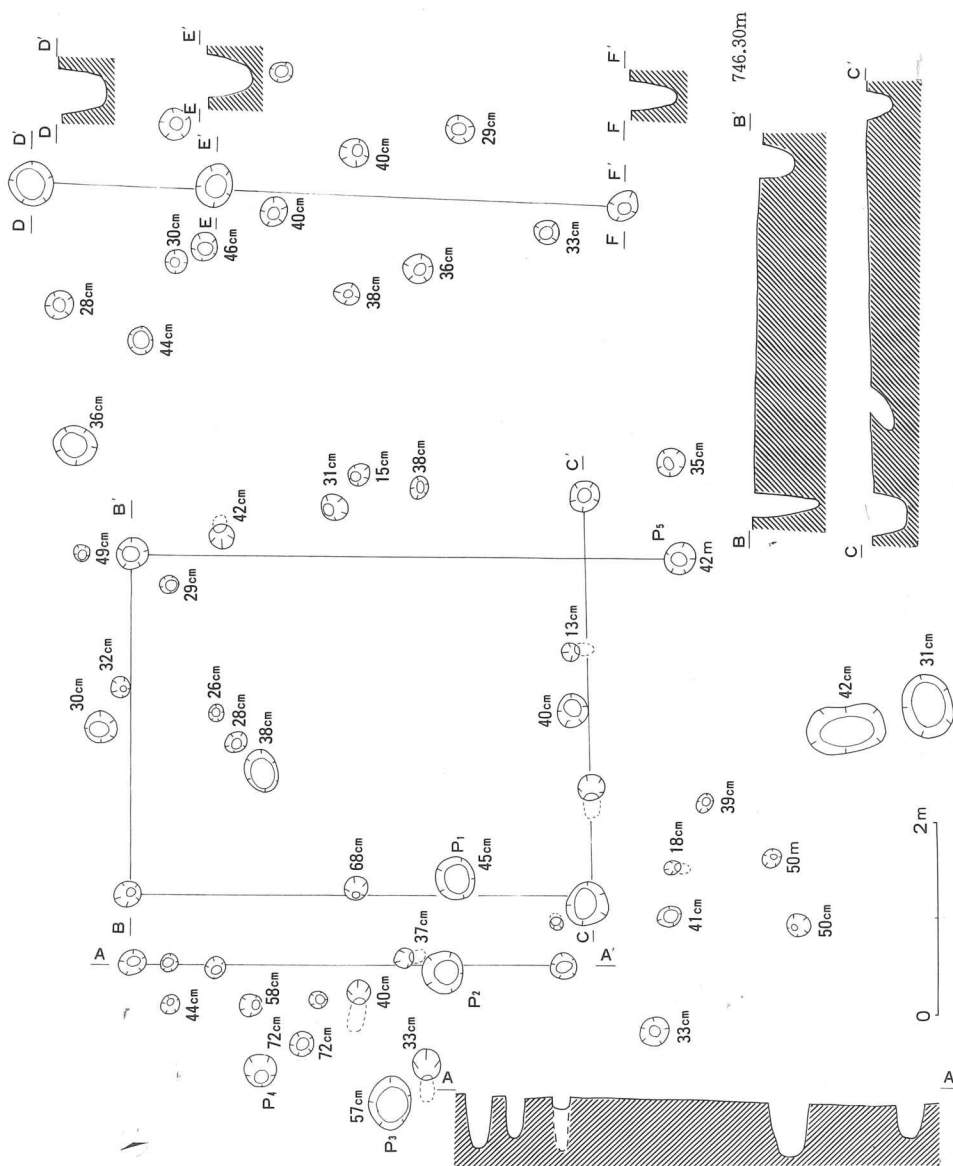 D'
D
D'
D
E'
E
E'
E
40cm
29cm
F'
F
F'
F
746.30m
B'
C'
30cm
46cm
40cm
33cm
28cm
44cm
38cm
36cm
36cm
31cm
15cm
38cm
C'
35cm
B'
49cm
42cm
29cm
P5
42m
B
C
32cm
30cm
26cm
28cm
38cm
13cm
40cm
42cm
31cm
39cm
68cm
P1
45cm
18cm
50m
2m
B
C
41cm
50cm
A
37cm
A'
P2
44cm
58cm
40cm
72cm
72cm
33cm
33cm
0
P4
57cm
P3
A
A